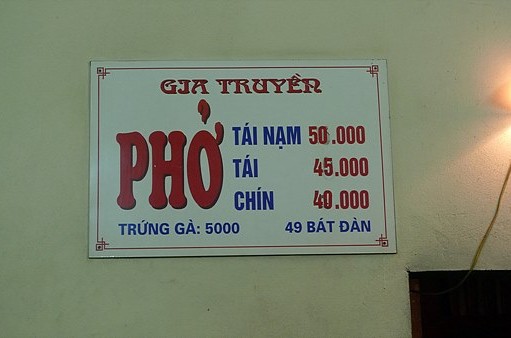 GIA TRUYỀN
PHỞ
TÁI NẠM 50.000
TÁI 45.000
CHÍN 40.000
TRỨNG GÀ: 5000 49 BÁT ĐÀN